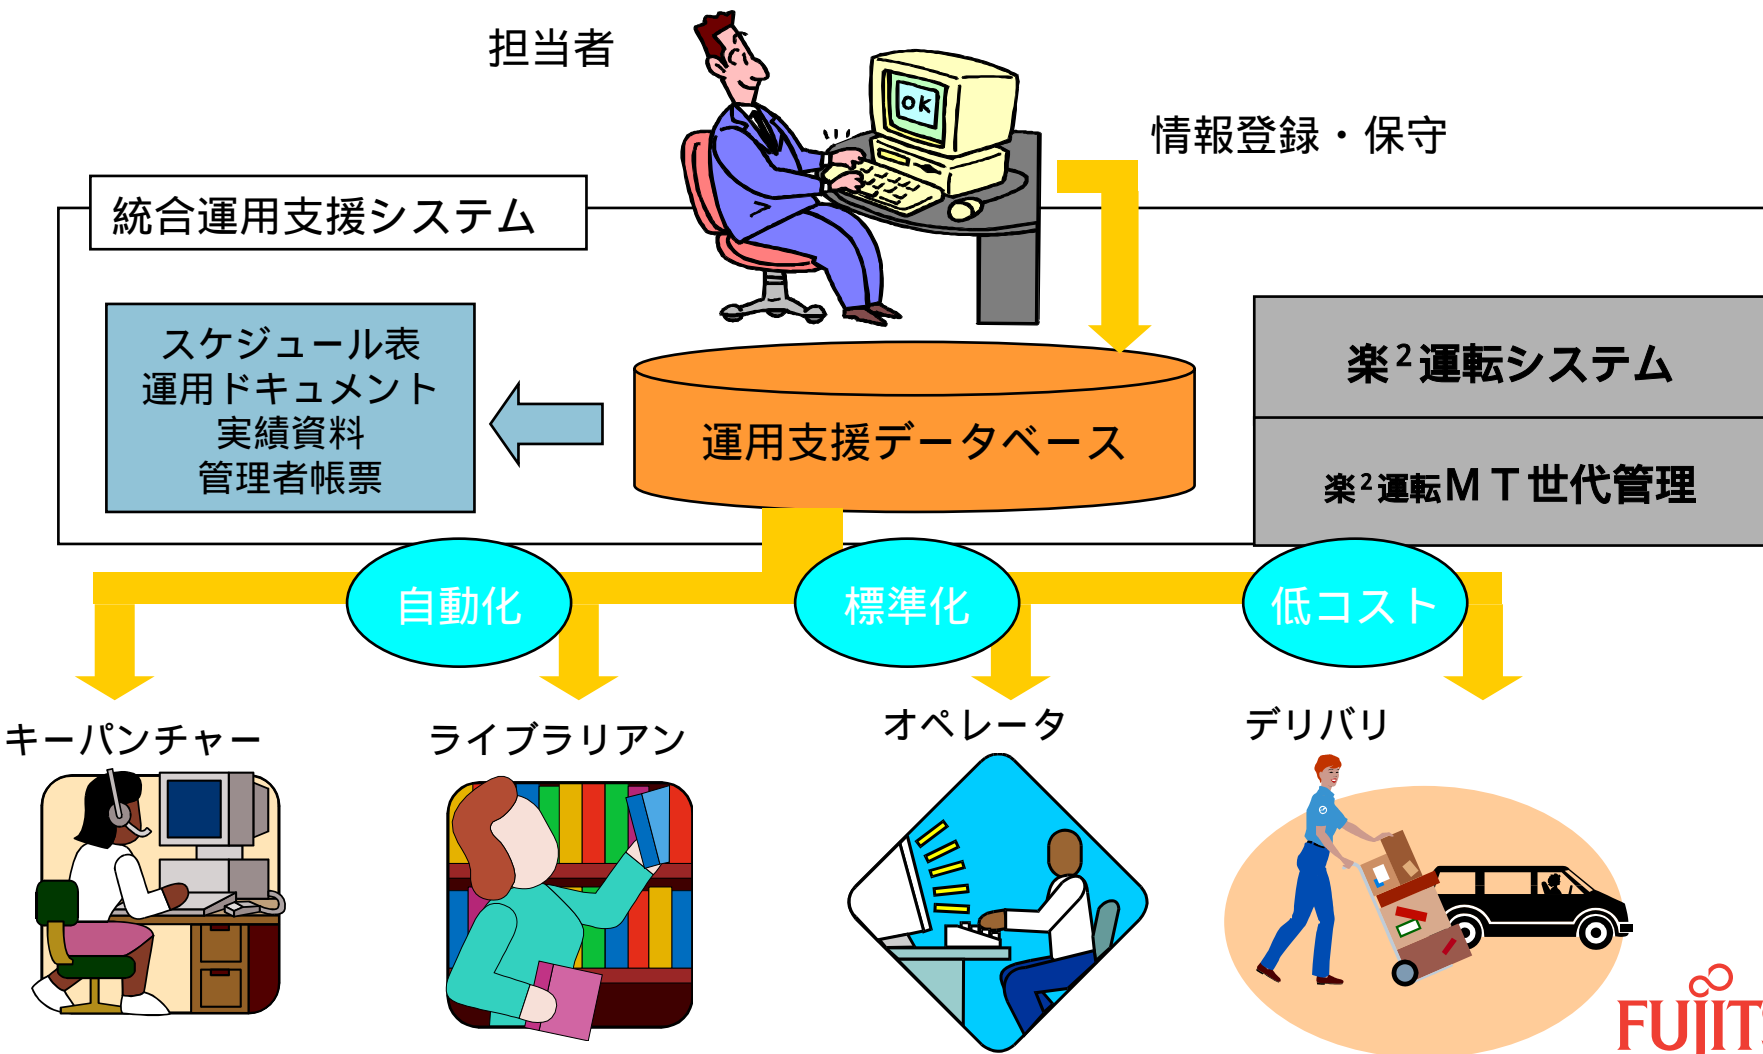 担当者
OK
情報登録・保守
統合運用支援システム
スケジュール表
運用ドキュメント
実績資料
管理者帳票
運用支援データベース
楽²運転システム
楽²運転ＭＴ世代管理
自動化
標準化
低コスト
キーパンチャー
ライブラリアン
オペレータ
デリバリ
FUJIT